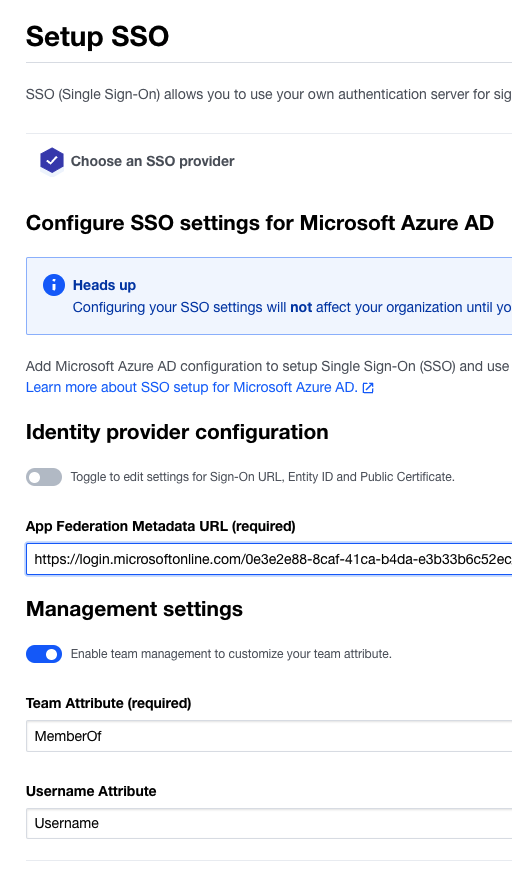 Setup SSO
SSO (Single Sign-On) allows you to use your own authentication server for sig
Choose an SSO provider
Configure SSO settings for Microsoft Azure AD
Heads up
Configuring your SSO settings will not affect your organization until yo
Add Microsoft Azure AD configuration to setup Single Sign-On (SSO) and use
Learn more about SSO setup for Microsoft Azure AD.
Identity provider configuration
Toggle to edit settings for Sign-On URL, Entity ID and Public Certificate.
App Federation Metadata URL (required)
https://login.microsoftonline.com/0e3e2e88-8caf-41ca-b4da-e3b33b6c52ec
Management settings
Enable team management to customize your team attribute.
Team Attribute (required)
MemberOf
Username Attribute
Username